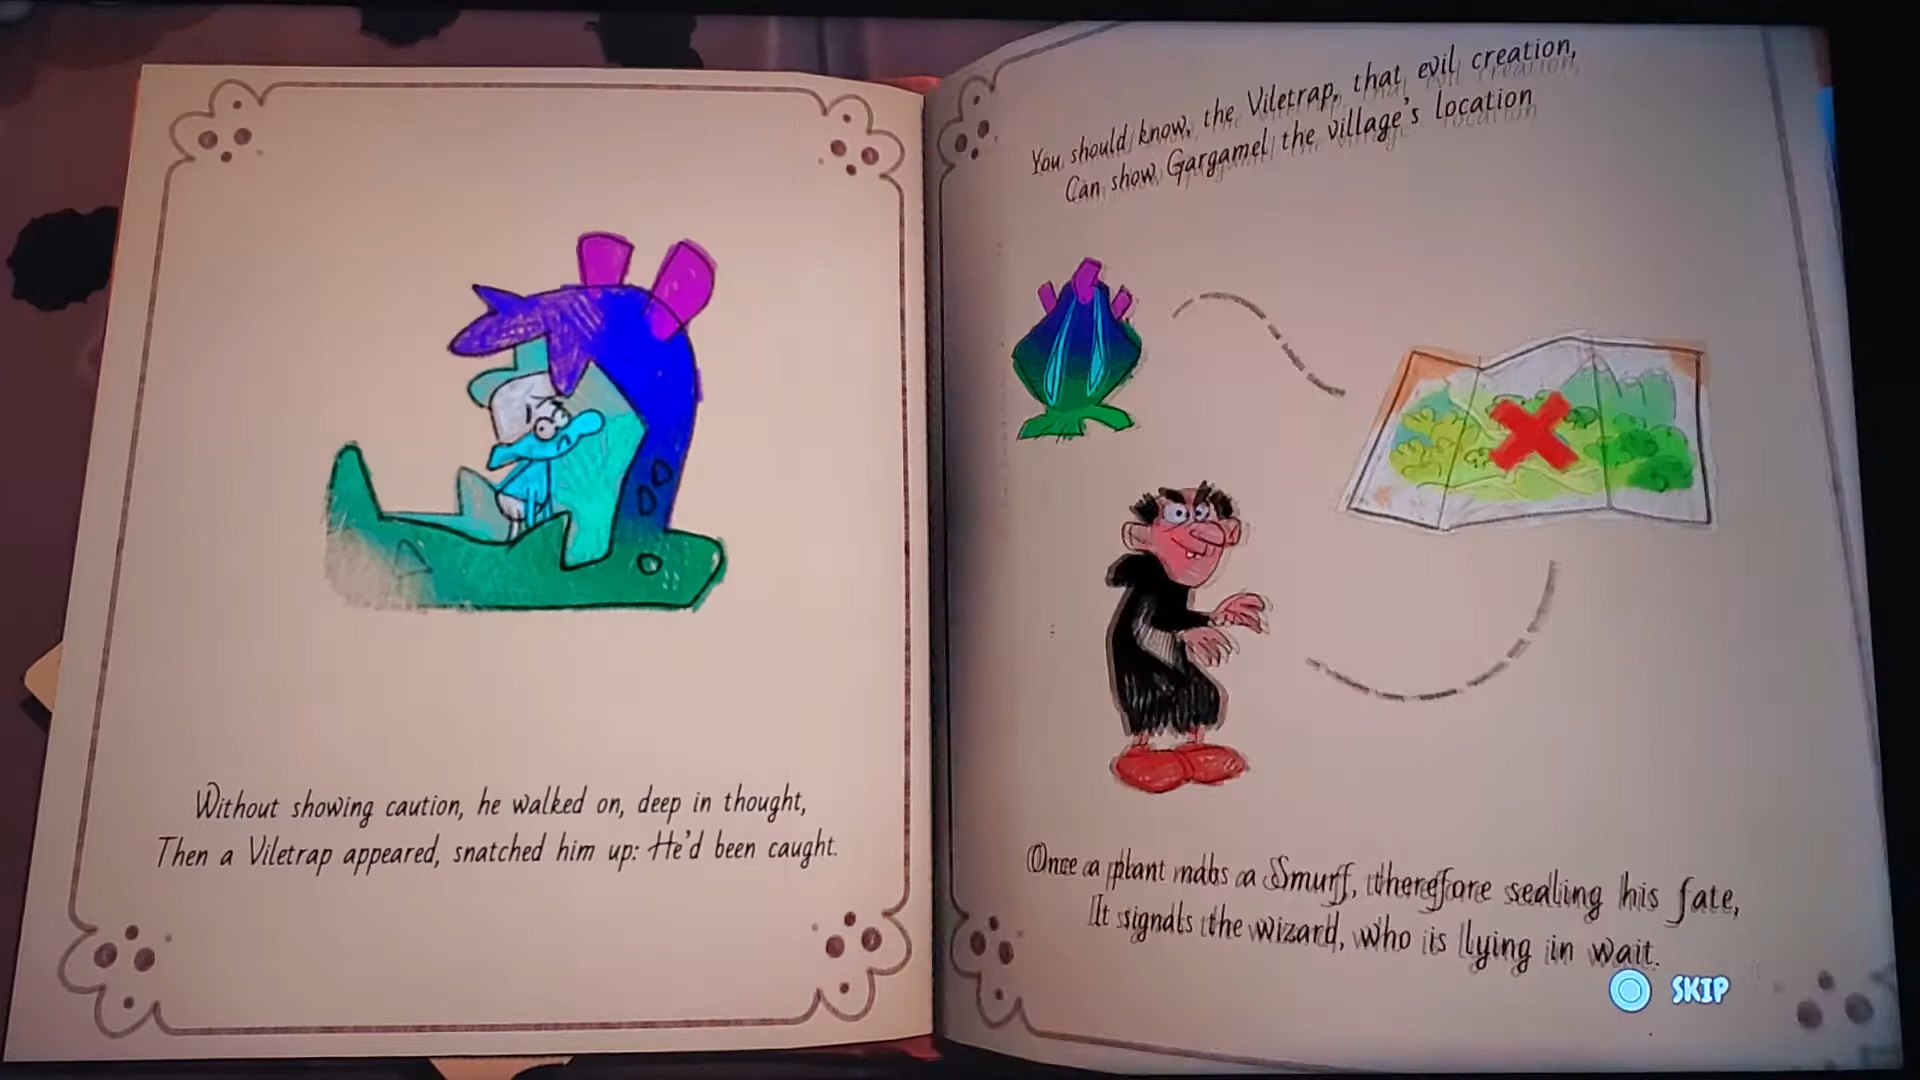 Without showing caution, he walked on, deep in thought,
Then a Viletrap appeared, snatched him up: He'd been caught.
You should know, the Viletrap, that evil creation,
Can show Gargamel the village's location
Once a plant nabs a Smurf, therefore sealing his fate,
It signals the wizard, who is lying in wait.
SKIP